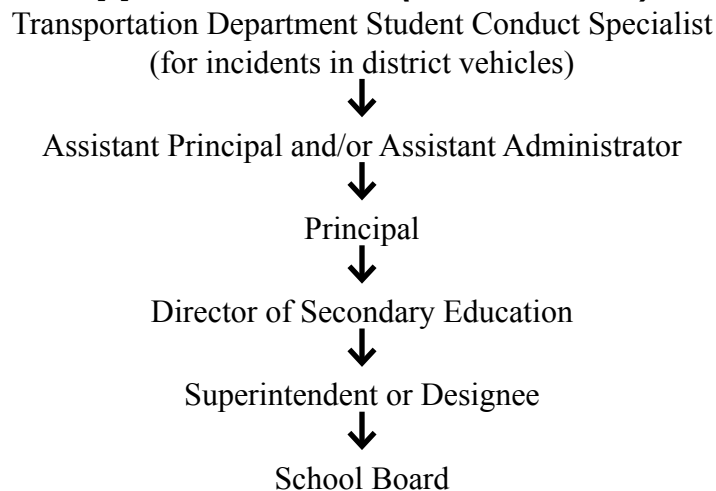 Transportation Department Student Conduct Specialist
(for incidents in district vehicles)
Assistant Principal and/or Assistant Administrator
Principal
Director of Secondary Education
Superintendent or Designee
School Board